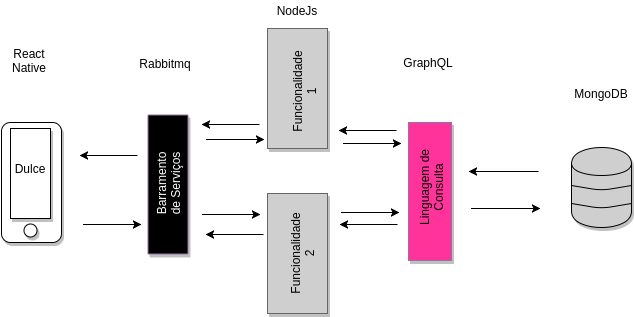 NodeJs
React
Native
Rabbitmq
GraphQL
MongoDB
Dulce
Barramento
de Serviços
Funcionalidade
1
Funcionalidade
2
Linguagem de
Consulta